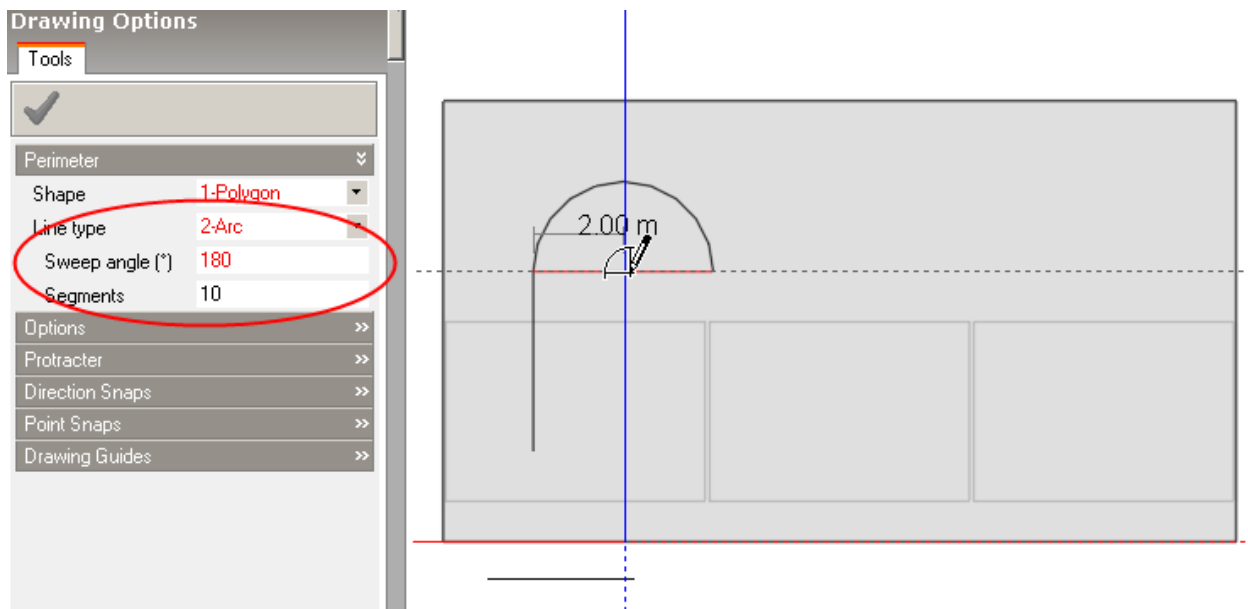 Drawing Options
Tools
Perimeter
Shape 1-Polygon
Line type 2-Arc
Sweep angle (°) 180
Segments 10
Options
Protracter
Direction Snaps
Point Snaps
Drawing Guides
2.00 m